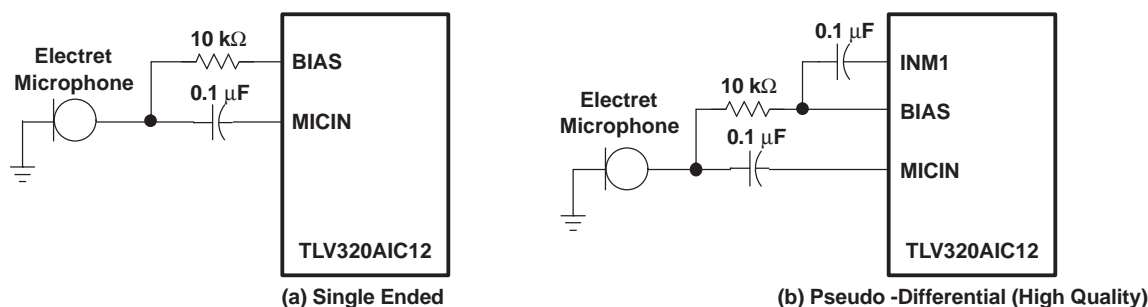 10 kΩ
Electret
Microphone
BIAS
0.1 μF
MICIN
TLV320AIC12
(a) Single Ended
0.1 μF
INM1
10 kΩ
Electret
Microphone
BIAS
0.1 μF
MICIN
TLV320AIC12
(b) Pseudo -Differential (High Quality)